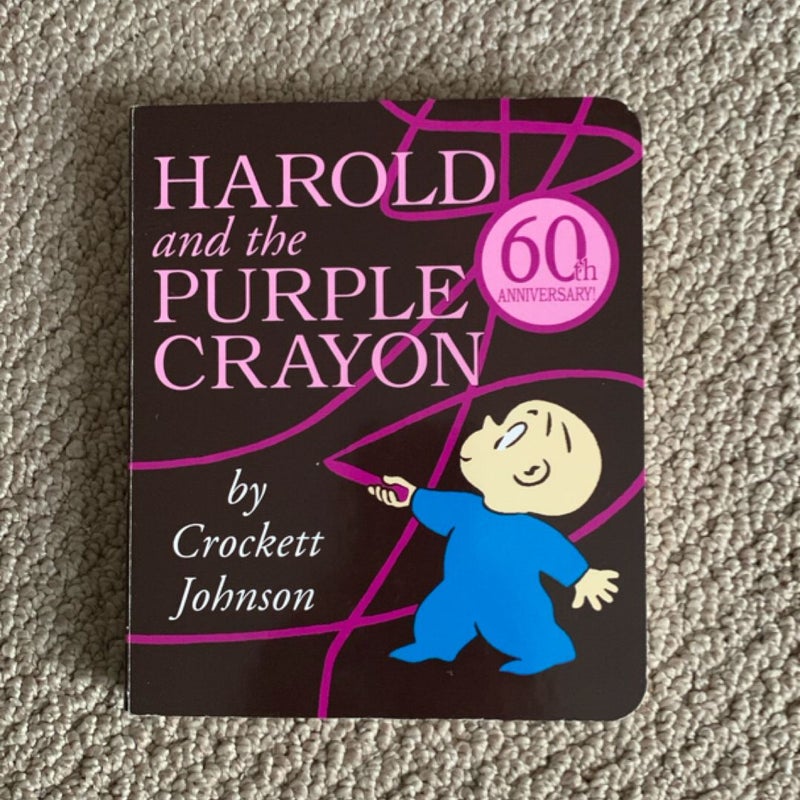 HAROLD
and the
PURPLE
CRAYON
60th
ANNIVERSARY!
by
Crockett
Johnson